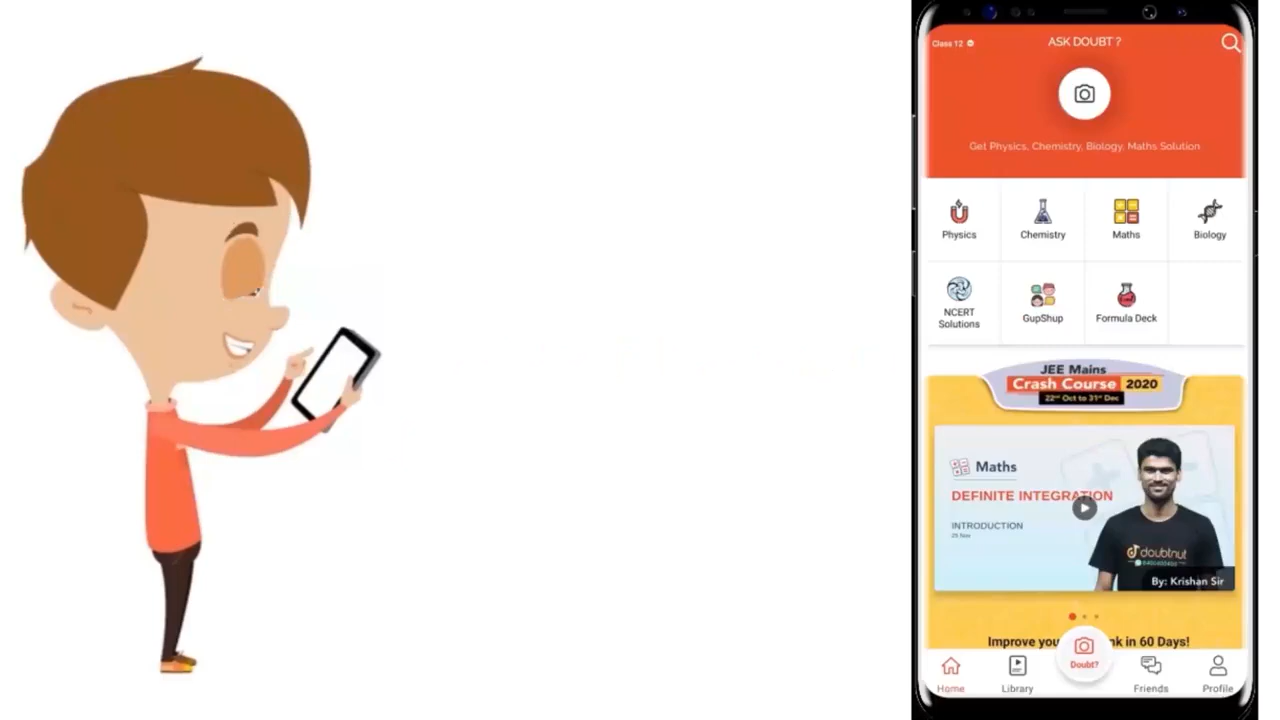 Class 12
ASK DOUBT ?
Get Physics, Chemistry, Biology, Maths Solution
Physics
Chemistry
Maths
Biology
NCERT
Solutions
GupShup
Formula Deck
JEE Mains
Crash Course 2020
22nd Oct to 31st Dec
Maths
DEFINITE INTEGRATION
INTRODUCTION
25 Nov
doubtnut
By: Krishan Sir
in 60 Days!
Doubt?
Home
Library
Friends
Profile